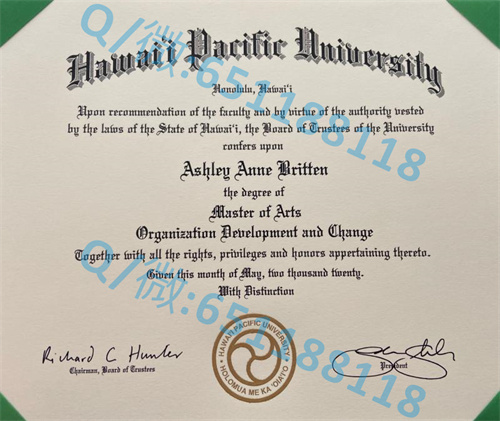 Hawai'i Pacific University
Honolulu, Hawai'i
Upon recommendation of the faculty and by virtue of the authority vested
by the laws of the State of Hawai'i, the Board of Trustees of the University
confers upon
Ashley Anne Britten
the degree of
Master of Arts
Organization Development and Change
Together with all the rights, privileges and honors appertaining thereto.
Given this month of May, two thousand twenty.
With Distinction
HAWAI'I PACIFIC UNIVERSITY
HOLOMUA ME KA 'OIA'I'O
Richard C Hunter
Chairman, Board of Trustees
President
Q/微:651188118
Q/微:651188118